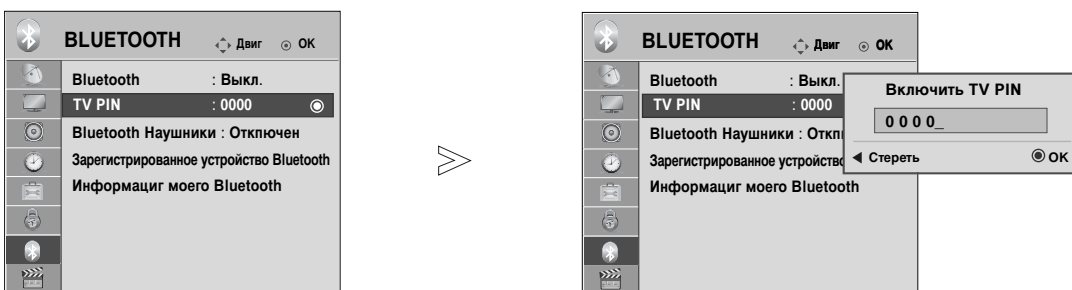 BLUETOOTH Двиг OK
Bluetooth : Выкл.
TV PIN : 0000
Bluetooth Наушники : Откпючен
Зарегистрированное устройство Bluetooth
Информациг моего Bluetooth
BLUETOOTH Двиг OK
Bluetooth : Выкл.
TV PIN : 0000
Bluetooth Наушники : Откп
Зарегистрированное устройство
Информациг моего Bluetooth
Включить TV PIN
0 0 0 0_
Стереть OK